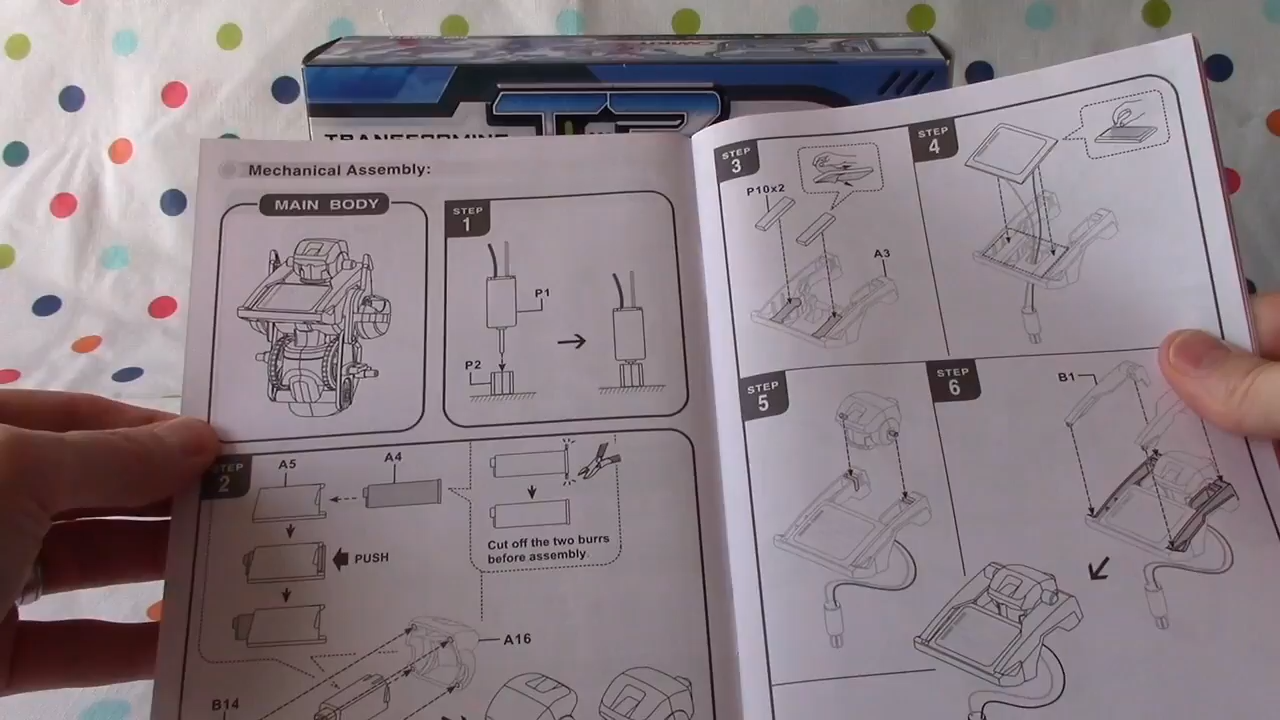 TRANSFORMING
Mechanical Assembly:
MAIN BODY
STEP
1
P1
P2
STEP
2
A5
A4
PUSH
Cut off the two burrs
before assembly.
A16
B14
STEP
3
P10x2
A3
STEP
4
STEP
5
STEP
6
B1